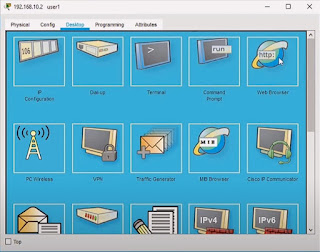 192.168.10.2 user1
Physical Config Desktop Programming Attributes
106
IP Configuration
Dial-up
>
Terminal
run
Command Prompt
http:
Web Browser
PC Wireless
VPN
Traffic Generator
MIB
MIB Browser
Cisco IP Communicator
IPv4
IPv6
Top